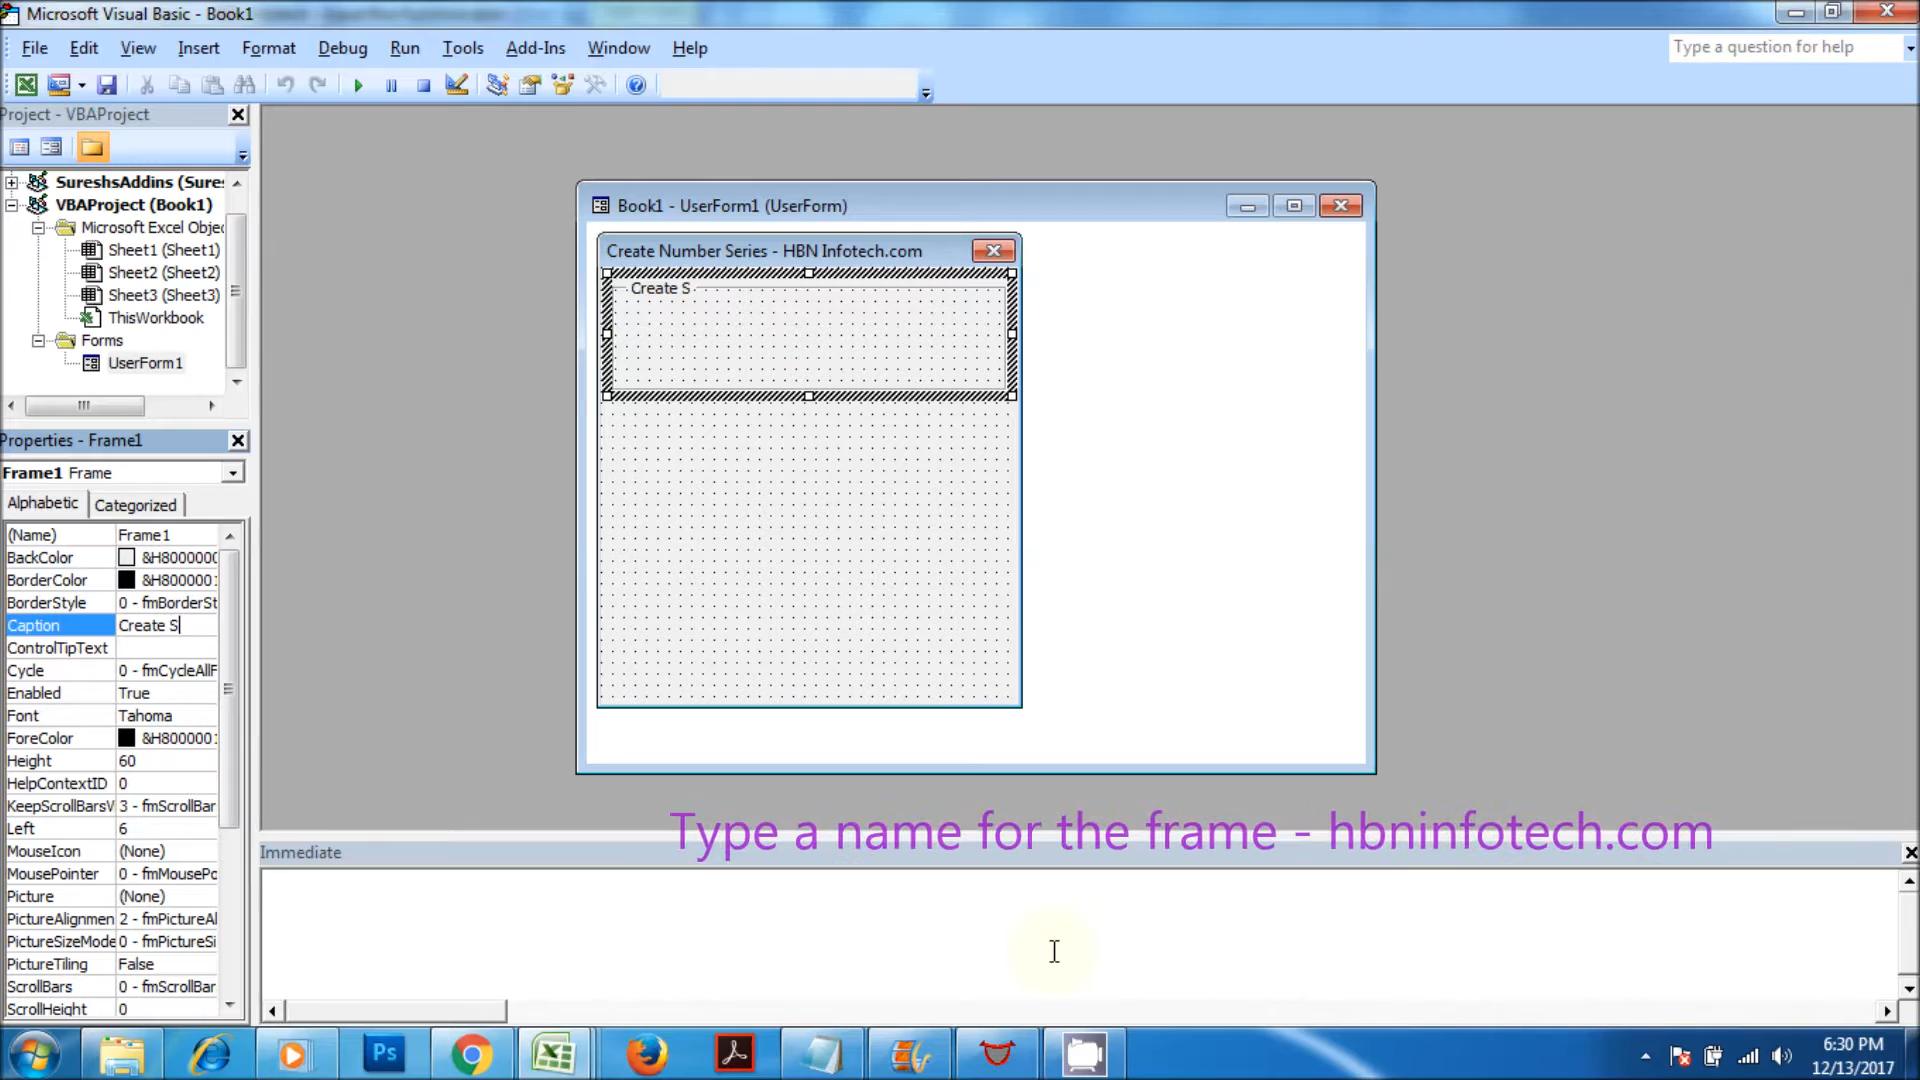 Microsoft Visual Basic - Book1
File Edit View Insert Format Debug Run Tools Add-Ins Window Help
Type a question for help
Project - VBAProject
SureshsAddins (Sures
VBAProject (Book1)
Microsoft Excel Objec
Sheet1 (Sheet1)
Sheet2 (Sheet2)
Sheet3 (Sheet3)
ThisWorkbook
Forms
UserForm1
Book1 - UserForm1 (UserForm)
Create Number Series - HBN Infotech.com
Create S
Properties - Frame1
Frame1 Frame
Alphabetic Categorized
(Name) Frame1
BackColor &H8000000
BorderColor &H8000001
BorderStyle 0 - fmBorderSt
Caption Create S
ControlTipText
Cycle 0 - fmCycleAllF
Enabled True
Font Tahoma
ForeColor &H8000001
Height 60
HelpContextID 0
KeepScrollBarsV 3 - fmScrollBar
Left 6
MouseIcon (None)
MousePointer 0 - fmMousePo
Picture (None)
PictureAlignmen 2 - fmPictureAl
PictureSizeMode 0 - fmPictureSi
PictureTiling False
ScrollBars 0 - fmScrollBar
ScrollHeight 0
Type a name for the frame - hbninfotech.com
Immediate
Ps
6:30 PM
12/13/2017